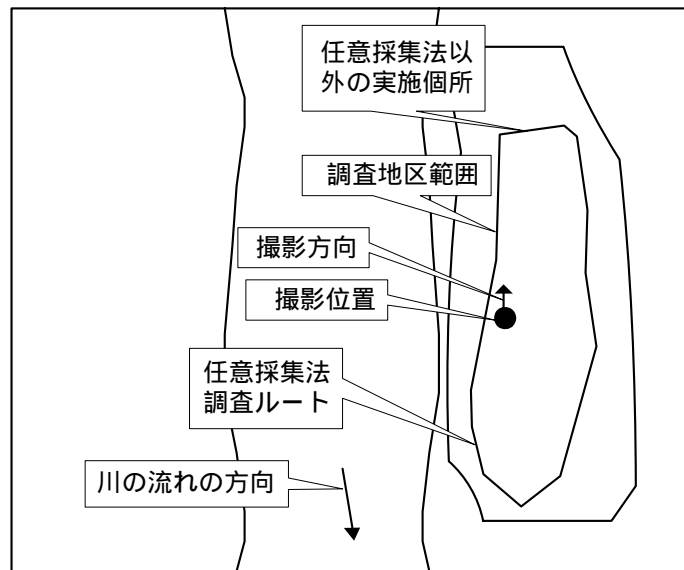 任意採集法以
外の実施個所
調査地区範囲
撮影方向
撮影位置
任意採集法
調査ルート
川の流れの方向